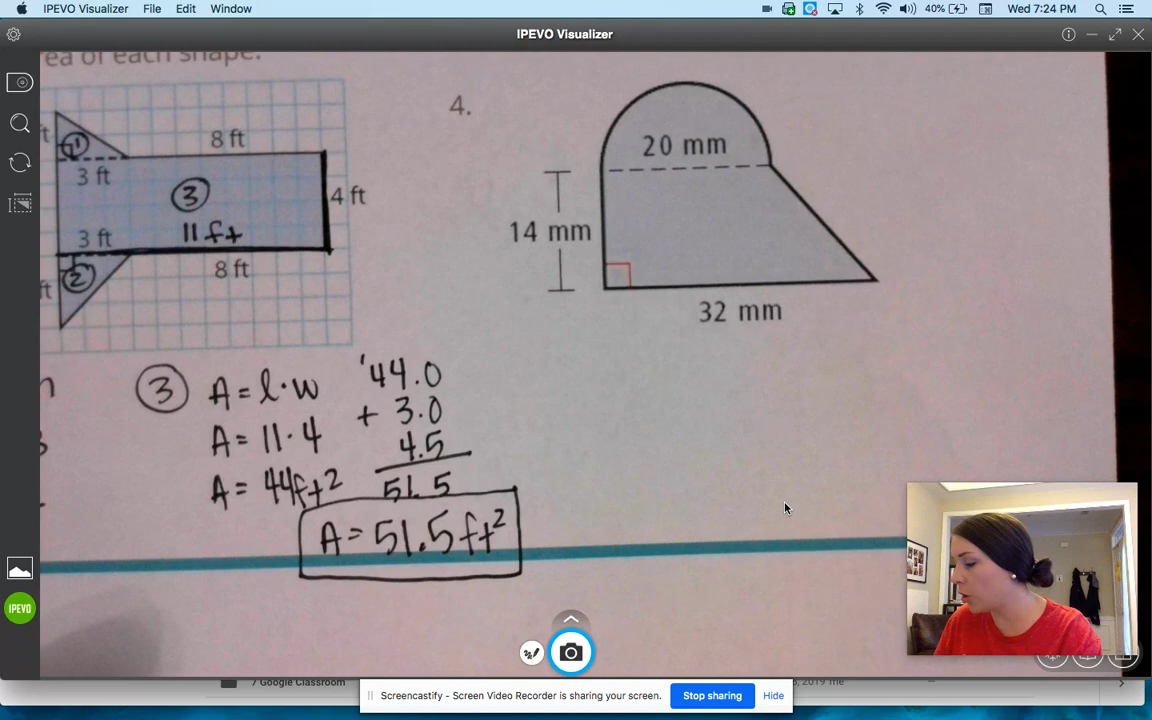 IPEVO Visualizer File Edit Window 40% Wed 7:24 PM
IPEVO Visualizer
ea of each shape.
4.
8 ft
20 mm
1
3 ft
3
4 ft
14 mm
3 ft
11 ft
2
8 ft
32 mm
3 A = l·w
A = 11·4
A = 44ft2
'44.0
+ 3.0
4.5
51.5
A = 51.5 ft2
IPEVO
7 Google Classroom
Screencastify - Screen Video Recorder is sharing your screen. Stop sharing Hide